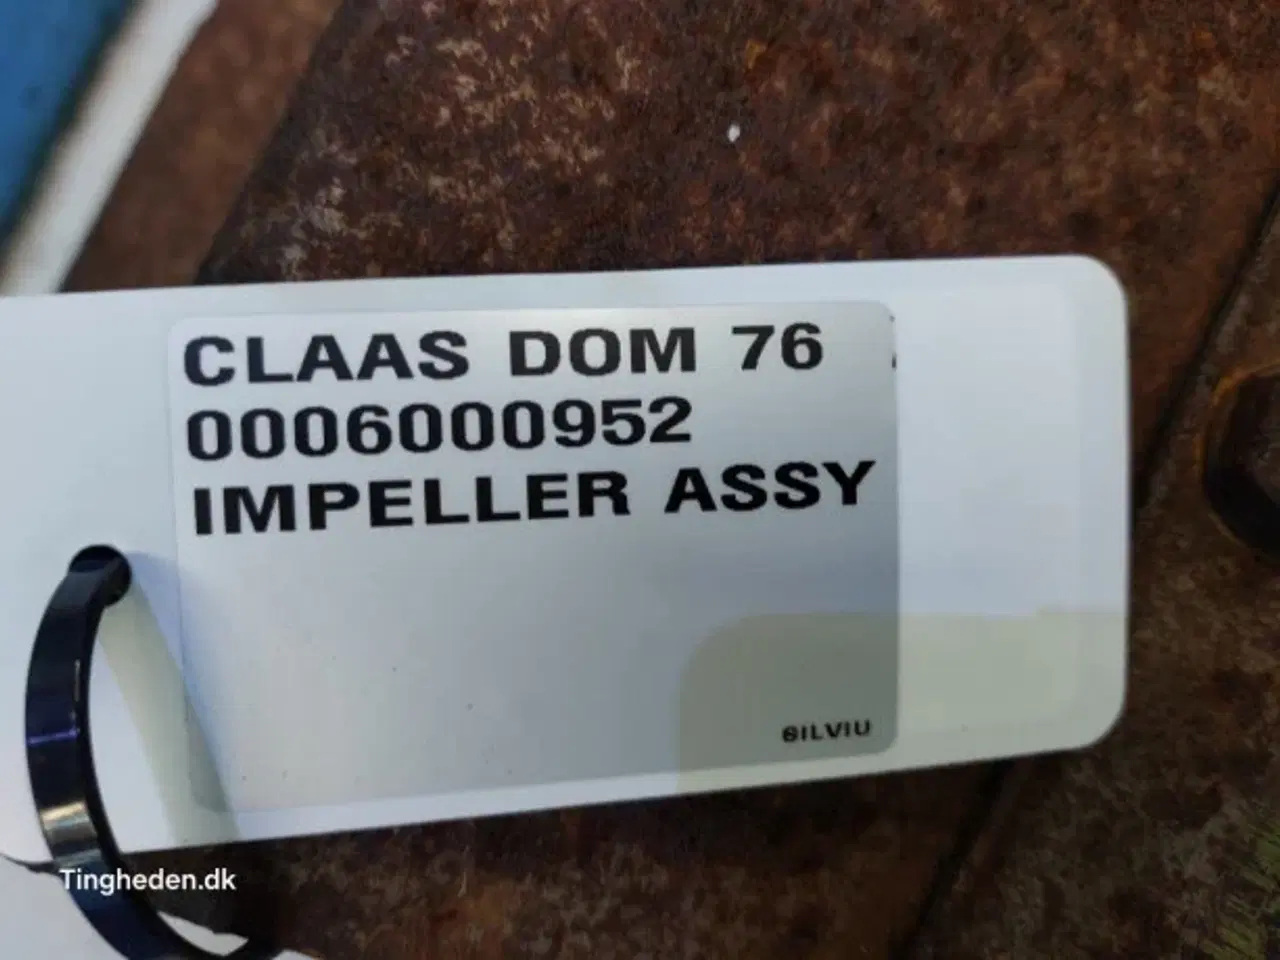 CLAAS DOM 76
0006000952
IMPELLER ASSY
SILVIU
Tingheden.dk